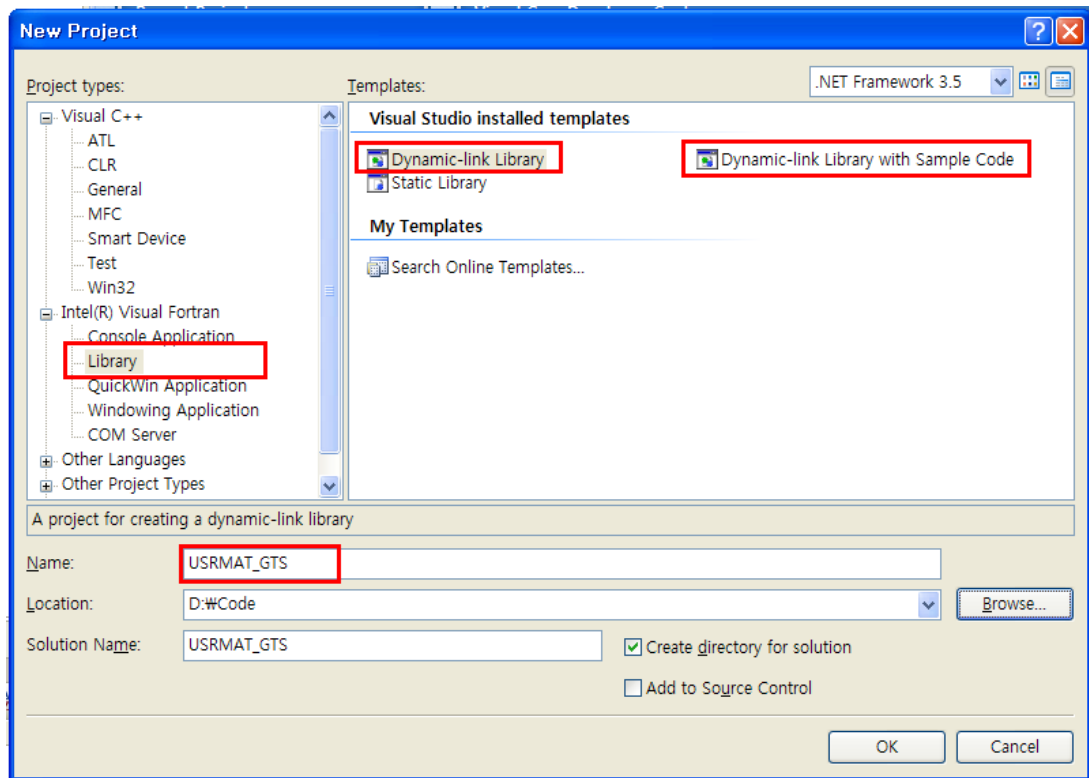 New Project
Project types:
Templates:
.NET Framework 3.5
Visual C++
ATL
CLR
General
MFC
Smart Device
Test
Win32
Intel(R) Visual Fortran
Console Application
Library
QuickWin Application
Windowing Application
COM Server
Other Languages
Other Project Types
Visual Studio installed templates
Dynamic-link Library
Dynamic-link Library with Sample Code
Static Library
My Templates
Search Online Templates...
A project for creating a dynamic-link library
Name:
USRMAT_GTS
Location:
D:₩Code
Browse...
Solution Name:
USRMAT_GTS
Create directory for solution
Add to Source Control
OK
Cancel